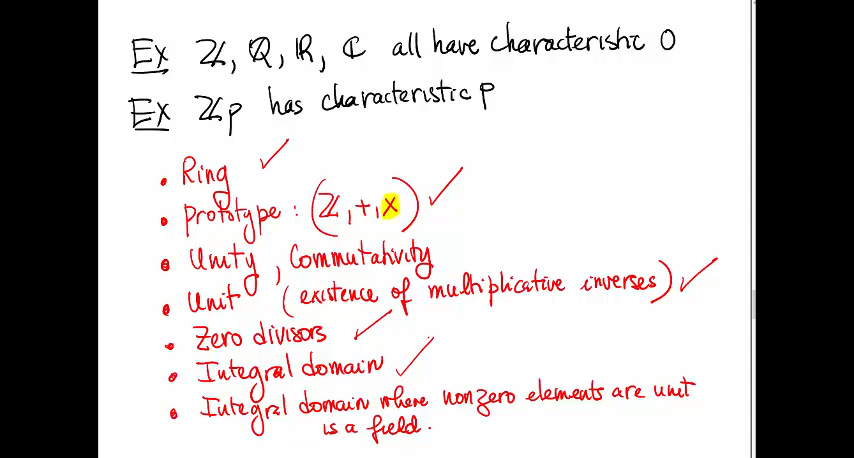 Ex ℤ, ℚ, ℝ, ℂ all have characteristic 0
Ex ℤp has characteristic p
• Ring ✓
• Prototype : (ℤ, +, ×) ✓
• Unity, Commutativity
• Unit (existence of multiplicative inverses) ✓
• Zero divisors ✓
• Integral domain ✓
• Integral domain where nonzero elements are unit
is a field.